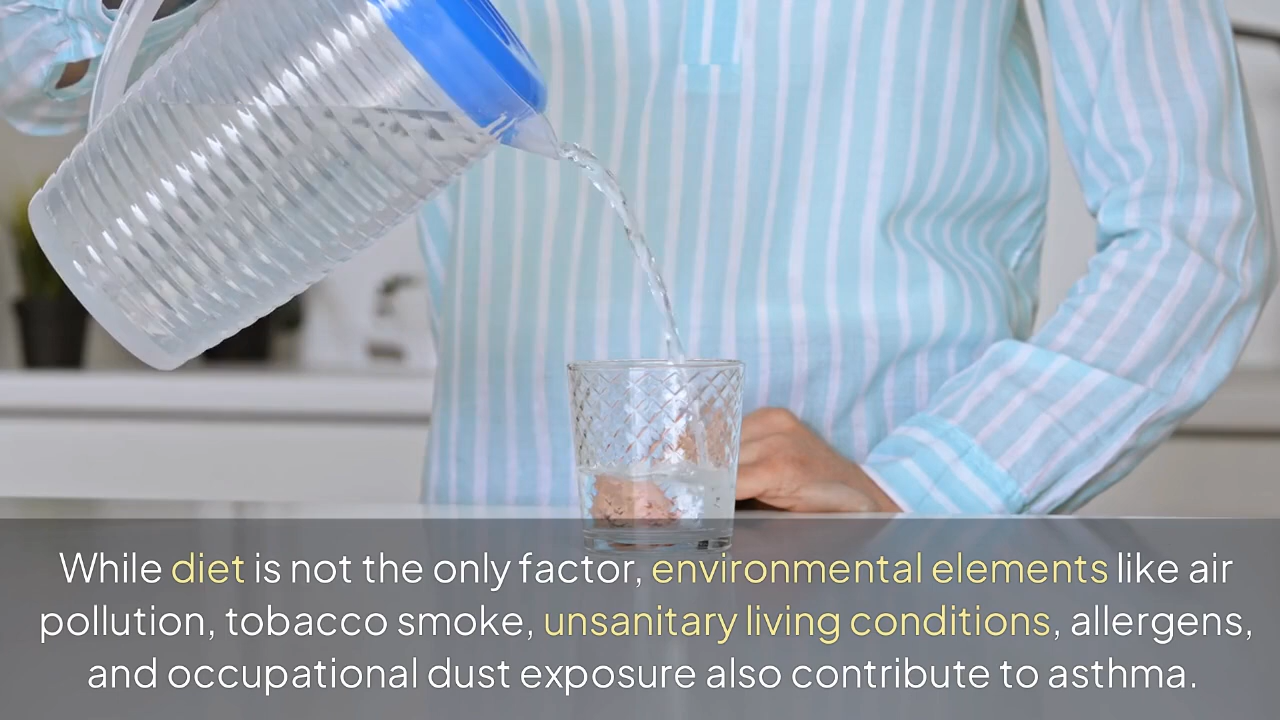 While diet is not the only factor, environmental elements like air
pollution, tobacco smoke, unsanitary living conditions, allergens,
and occupational dust exposure also contribute to asthma.